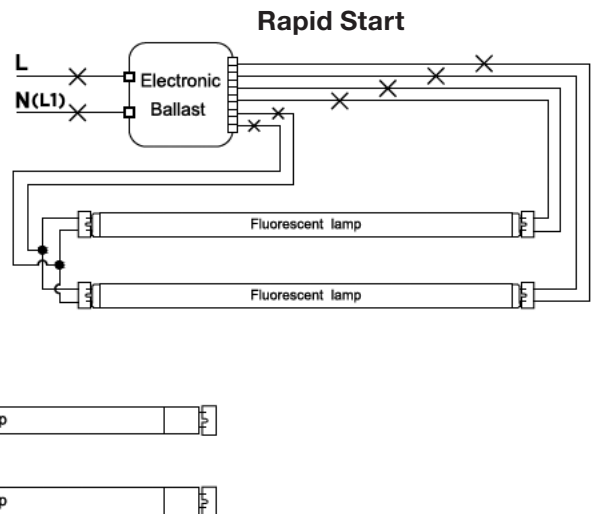 Rapid Start
L
N(L1)
Electronic
Ballast
Fluorescent lamp
Fluorescent lamp
p
p